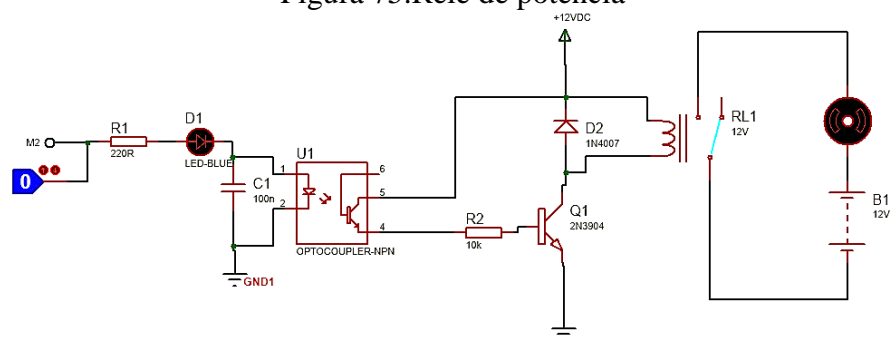 Figura 73.Relé de potencia
+12VDC
M2
0
R1
220R
D1
LED-BLUE
C1
100n
GND1
U1
1
2
6
5
4
OPTOCOUPLER-NPN
R2
10k
D2
1N4007
Q1
2N3904
RL1
12V
B1
12V